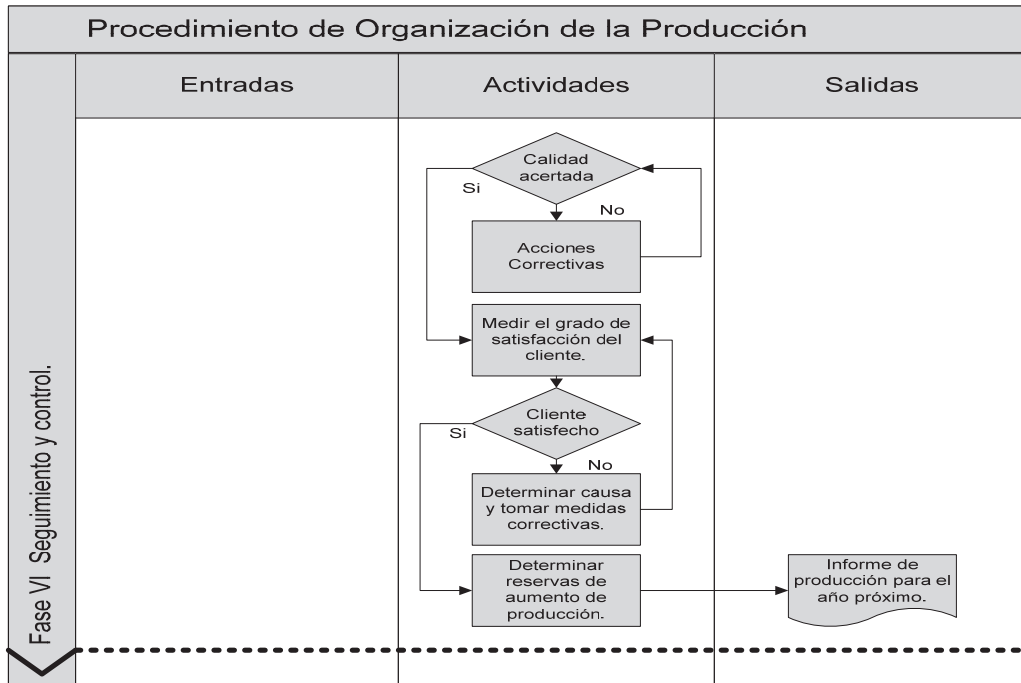 Procedimiento de Organización de la Producción
Entradas
Actividades
Salidas
Fase VI Seguimiento y control.
Calidad
acertada
Si
No
Acciones
Correctivas
Medir el grado de
satisfacción del
cliente.
Cliente
satisfecho
Si
No
Determinar causa
y tomar medidas
correctivas.
Determinar
reservas de
aumento de
producción.
Informe de
producción para el
año próximo.